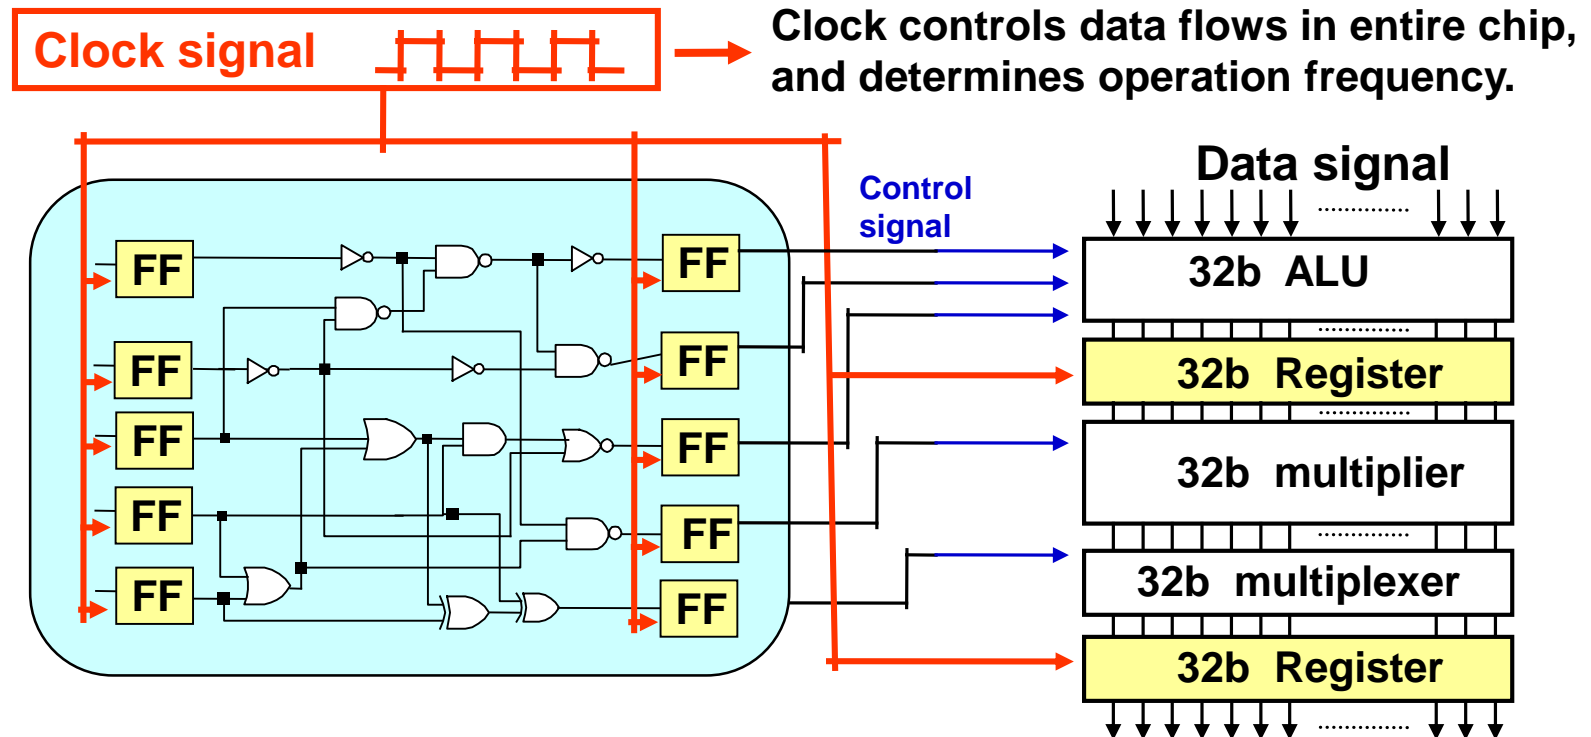 Clock signal
Clock controls data flows in entire chip,
and determines operation frequency.
Control
signal
Data signal
FF
FF
FF
FF
FF
FF
FF
FF
FF
FF
32b ALU
32b Register
32b multiplier
32b multiplexer
32b Register